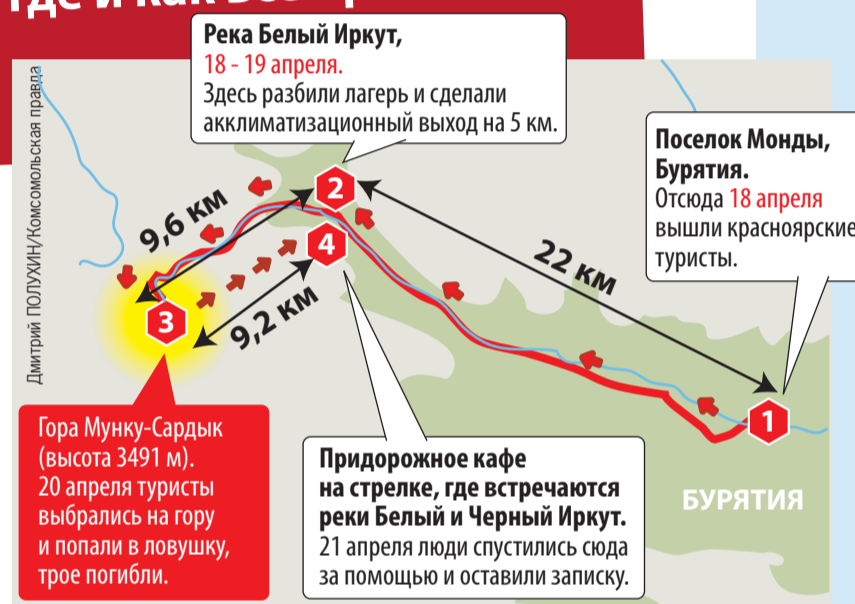 где и как
Река Белый Иркут,
18 - 19 апреля.
Здесь разбили лагерь и сделали
акклиматизационный выход на 5 км.
Поселок Монды,
Бурятия.
Отсюда 18 апреля
вышли красноярские
туристы.
Дмитрий ПОЛУХИН/Комсомольская правда
9,6 км
2
4
22 км
9,2 км
3
1
Гора Мунку-Сардык
(высота 3491 м).
20 апреля туристы
выбрались на гору
и попали в ловушку,
трое погибли.
Придорожное кафе
на стрелке, где встречаются
реки Белый и Черный Иркут.
21 апреля люди спустились сюда
за помощью и оставили записку.
БУРЯТИЯ